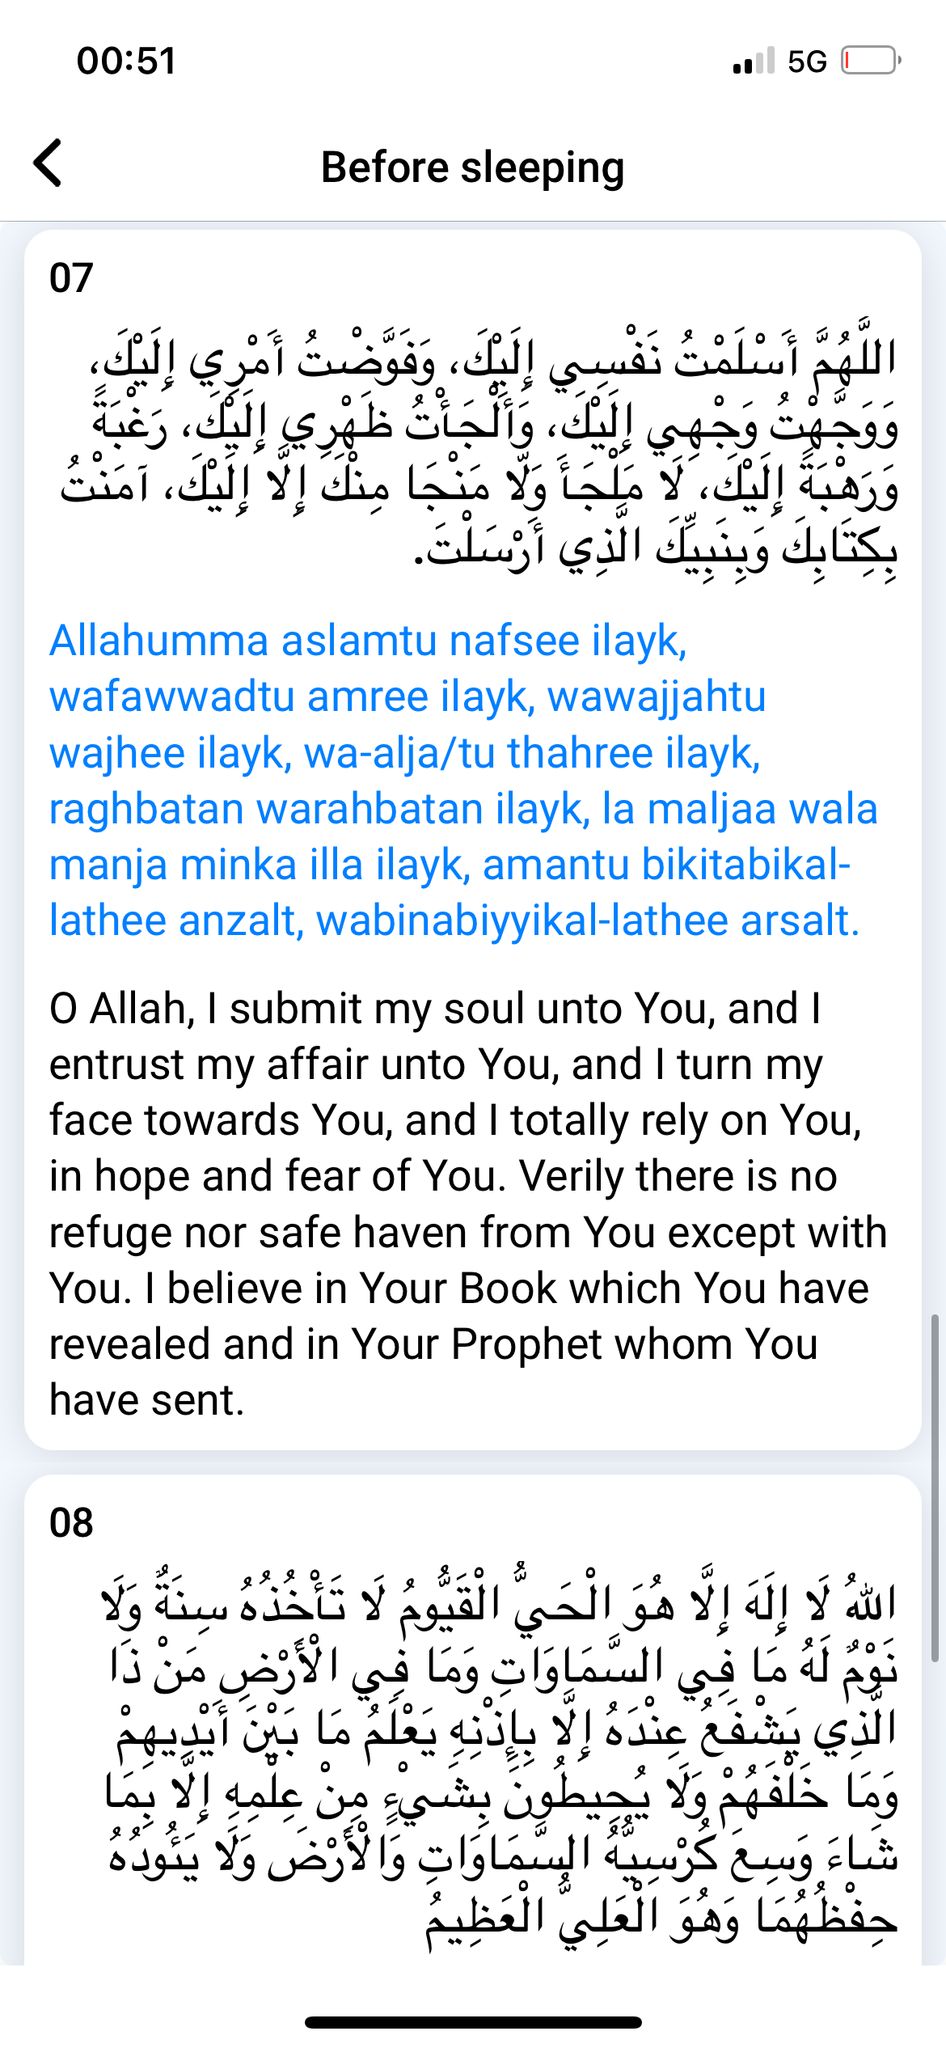 00:51
5G
Before sleeping
07
اللَّهُمَّ أَسْلَمْتُ نَفْسِي إِلَيْكَ، وَفَوَّضْتُ أَمْرِي إِلَيْكَ،
وَوَجَّهْتُ وَجْهِي إِلَيْكَ، وَأَلْجَأْتُ ظَهْرِي إِلَيْكَ، رَغْبَةً
وَرَهْبَةً إِلَيْكَ، لَا مَلْجَأَ وَلَا مَنْجَا مِنْكَ إِلَّا إِلَيْكَ، آمَنْتُ
بِكِتَابِكَ وَبِنَبِيِّكَ الَّذِي أَرْسَلْتَ.
Allahumma aslamtu nafsee ilayk,
wafawwadtu amree ilayk, wawajjahtu
wajhee ilayk, wa-alja/tu thahree ilayk,
raghbatan warahbatan ilayk, la maljaa wala
manja minka illa ilayk, amantu bikitabikal-
lathee anzalt, wabinabiyyikal-lathee arsalt.
O Allah, I submit my soul unto You, and I
entrust my affair unto You, and I turn my
face towards You, and I totally rely on You,
in hope and fear of You. Verily there is no
refuge nor safe haven from You except with
You. I believe in Your Book which You have
revealed and in Your Prophet whom You
have sent.
08
اللهُ لَا إِلَهَ إِلَّا هُوَ الْحَيُّ الْقَيُّومُ لَا تَأْخُذُهُ سِنَةٌ وَلَا
نَوْمٌ لَهُ مَا فِي السَّمَاوَاتِ وَمَا فِي الْأَرْضِ مَنْ ذَا
الَّذِي يَشْفَعُ عِنْدَهُ إِلَّا بِإِذْنِهِ يَعْلَمُ مَا بَيْنَ أَيْدِيهِمْ
وَمَا خَلْفَهُمْ وَلَا يُحِيطُونَ بِشَيْءٍ مِنْ عِلْمِهِ إِلَّا بِمَا
شَاءَ وَسِعَ كُرْسِيُّهُ السَّمَاوَاتِ وَالْأَرْضَ وَلَا يَئُودُهُ
حِفْظُهُمَا وَهُوَ الْعَلِيُّ الْعَظِيمُ